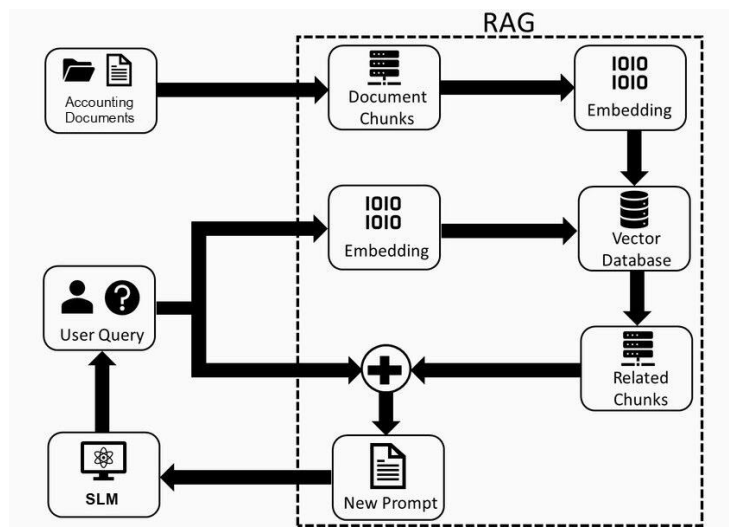 RAG
Accounting
Documents
Document
Chunks
1010
1010
Embedding
1010
1010
Embedding
Vector
Database
?
User Query
Related
Chunks
SLM
New Prompt